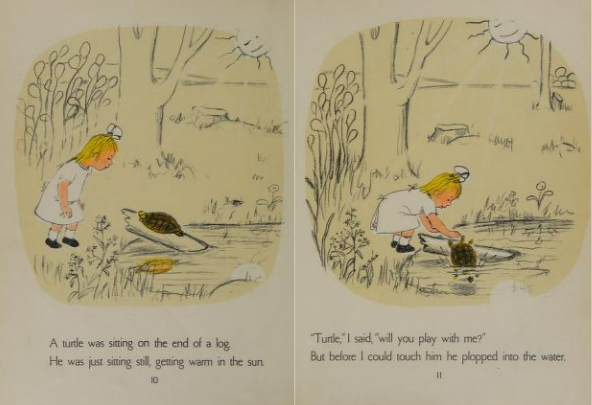 A turtle was sitting on the end of a log.
He was just sitting still, getting warm in the sun.
10
"Turtle," I said, "will you play with me?"
But before I could touch him he plopped into the water.
11